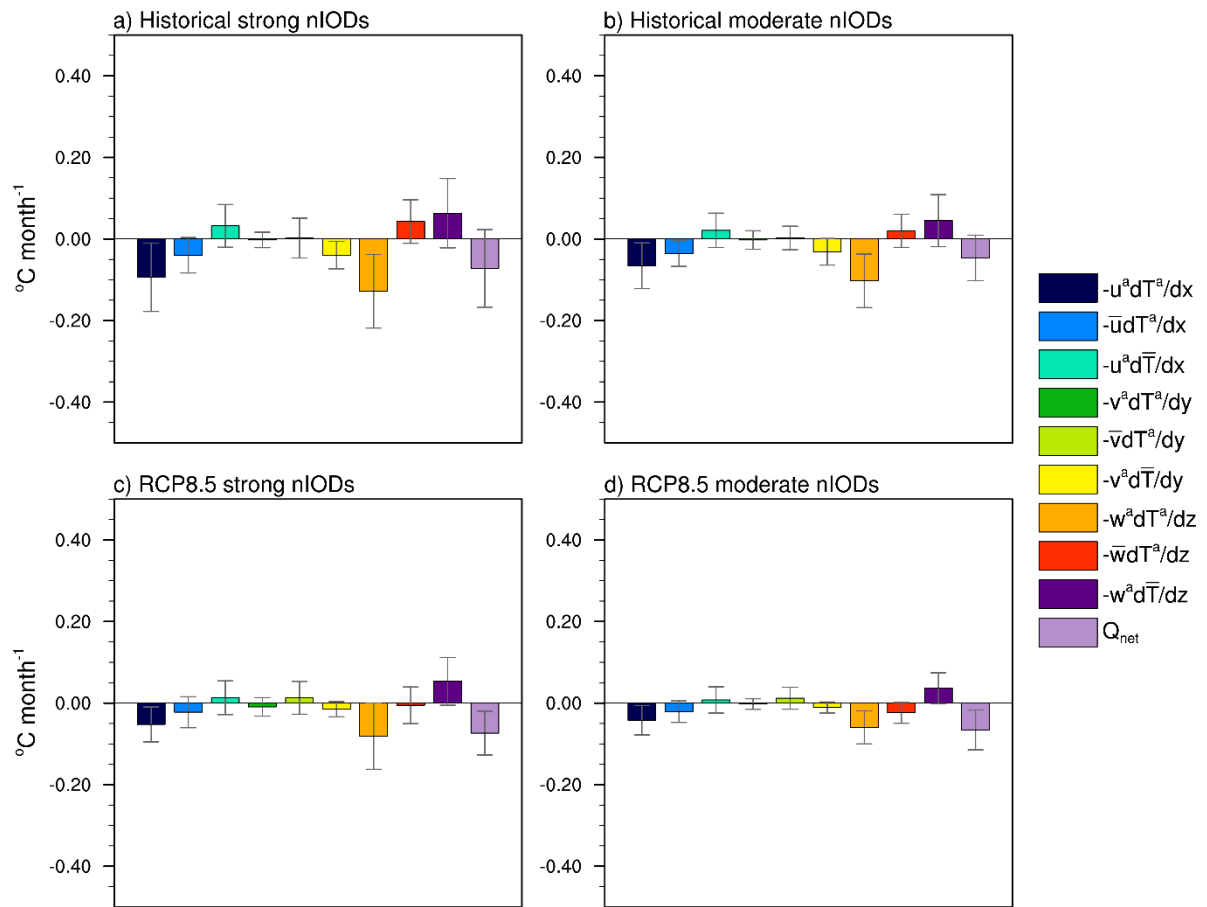 a) Historical strong nIODs
b) Historical moderate nIODs
0.40
0.20
0.00
-0.20
-0.40
°C month⁻¹
0.40
0.20
0.00
-0.20
-0.40
c) RCP8.5 strong nIODs
d) RCP8.5 moderate nIODs
0.40
0.20
0.00
-0.20
-0.40
°C month⁻¹
0.40
0.20
0.00
-0.20
-0.40
-uᵃdTᵃ/dx
-u̅dTᵃ/dx
-uᵃdT̅/dx
-vᵃdTᵃ/dy
-v̅dTᵃ/dy
-vᵃdT̅/dy
-wᵃdTᵃ/dz
-w̅dTᵃ/dz
-wᵃdT̅/dz
Qnet